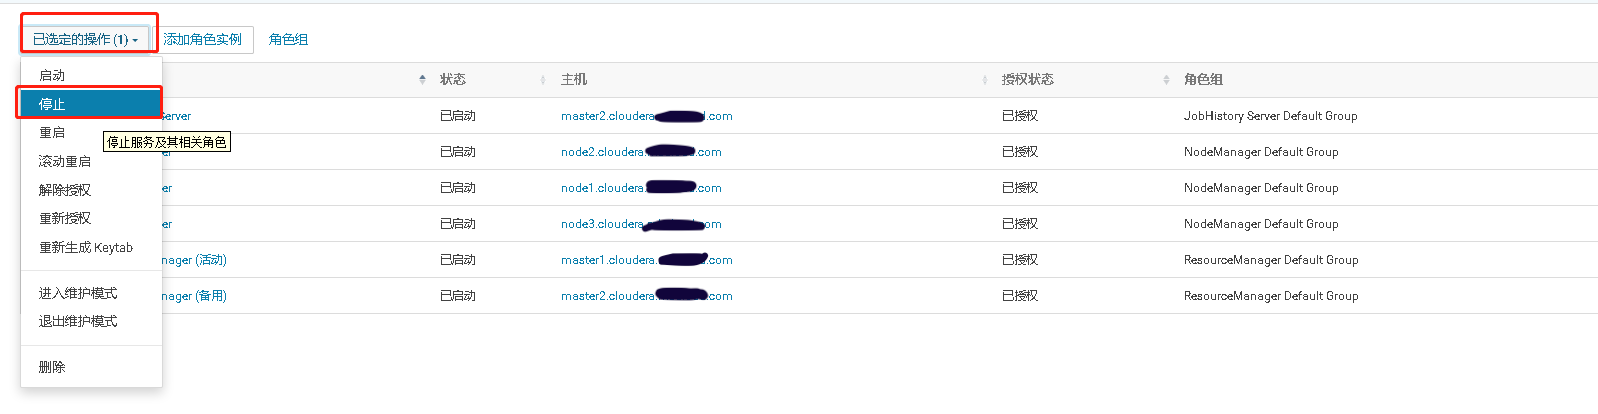 已选定的操作 (1) 添加角色实例 角色组
状态 主机 授权状态 角色组
启动
停止
重启
停止服务及其相关角色
滚动重启
解除授权
重新授权
重新生成 Keytab
进入维护模式
退出维护模式
删除
Server 已启动 master2.cloudera. .com 已授权 JobHistory Server Default Group
er 已启动 node2.cloudera. .com 已授权 NodeManager Default Group
er 已启动 node1.cloudera. .com 已授权 NodeManager Default Group
er 已启动 node3.cloudera. om 已授权 NodeManager Default Group
nager (活动) 已启动 master1.cloudera. .com 已授权 ResourceManager Default Group
nager (备用) 已启动 master2.cloudera. .com 已授权 ResourceManager Default Group